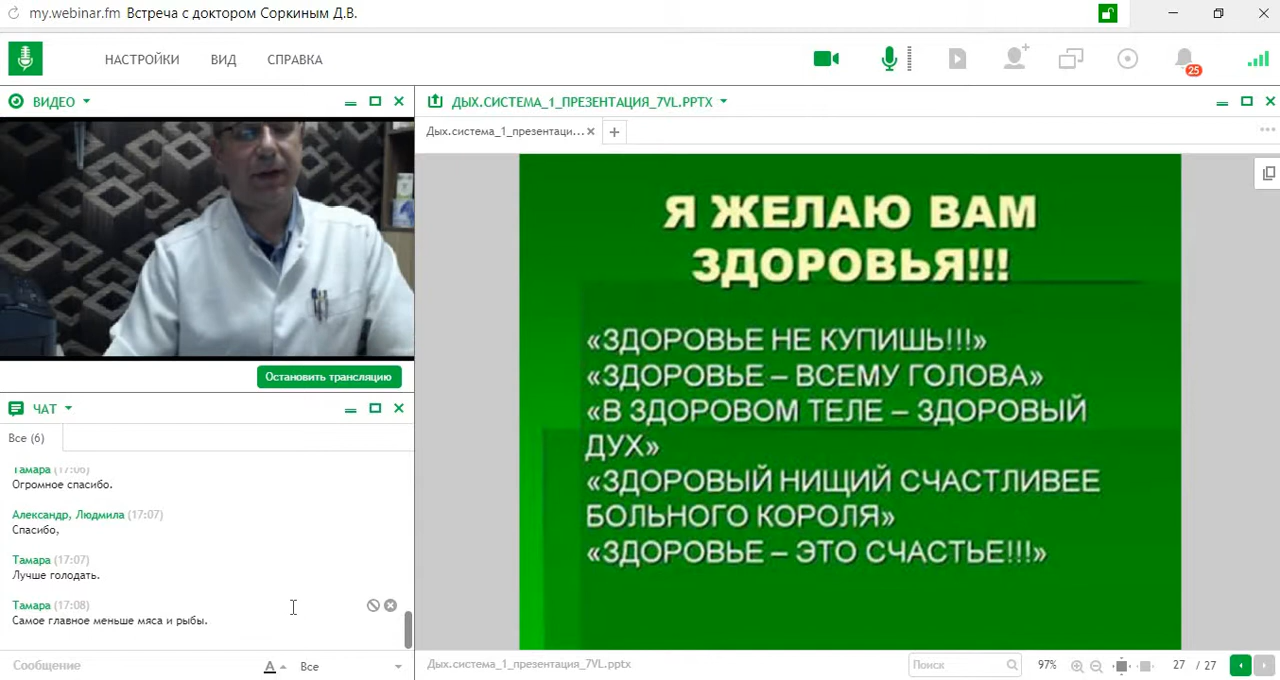 my.webinar.fm Встреча с доктором Соркиным Д.В.
НАСТРОЙКИ ВИД СПРАВКА
25
ВИДЕО
ДЫХ.СИСТЕМА_1_ПРЕЗЕНТАЦИЯ_7VL.PPTX
Дых.система_1_презентаци...
Я ЖЕЛАЮ ВАМ
ЗДОРОВЬЯ!!!
«ЗДОРОВЬЕ НЕ КУПИШЬ!!!»
«ЗДОРОВЬЕ – ВСЕМУ ГОЛОВА»
«В ЗДОРОВОМ ТЕЛЕ – ЗДОРОВЫЙ
ДУХ»
«ЗДОРОВЫЙ НИЩИЙ СЧАСТЛИВЕЕ
БОЛЬНОГО КОРОЛЯ»
«ЗДОРОВЬЕ – ЭТО СЧАСТЬЕ!!!»
Остановить трансляцию
ЧАТ
Все (6)
Тамара (17:06)
Огромное спасибо.
Александр, Людмила (17:07)
Спасибо,
Тамара (17:07)
Лучше голодать.
Тамара (17:08)
Самое главное меньше мяса и рыбы.
Сообщение
А
Все
Дых.система_1_презентация_7VL.pptx
Поиск
97%
27 / 27